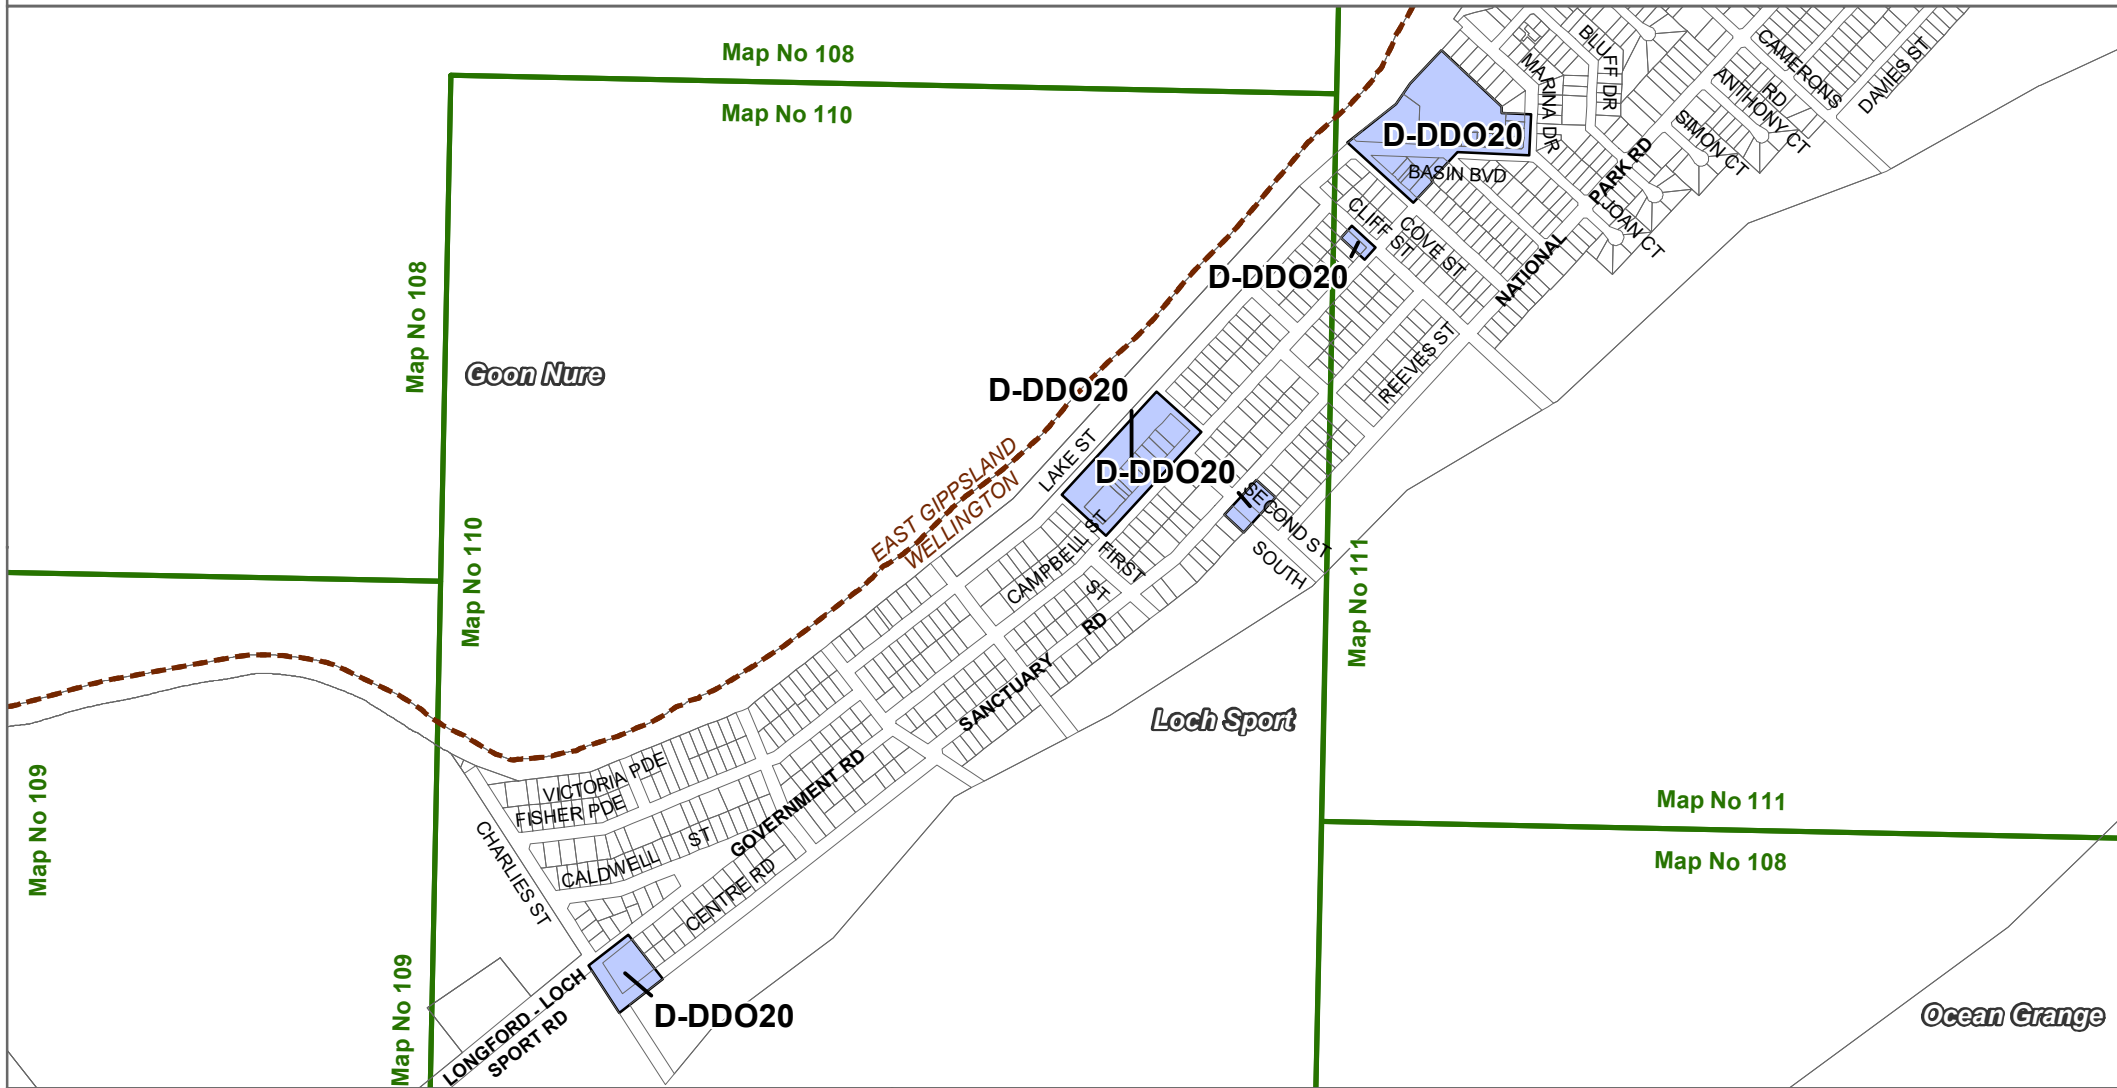 Map No 108
Map No 110
Map No 108
Map No 110
Map No 109
Map No 109
Map No 111
Map No 111
Map No 108
Goon Nure
Loch Sport
Ocean Grange
EAST GIPPSLAND
WELLINGTON
D-DDO20
D-DDO20
D-DDO20
D-DDO20
D-DDO20
BLUFF DR
MARINA DR
CAMERONS
RD
DAVIES ST
ANTHONY CT
SIMON CT
NATIONAL
PARK RD
JOAN CT
BASIN BVD
CLIFF ST
COVE ST
REEVES ST
LAKE ST
SECOND ST
SOUTH
CAMPBELL ST
FIRST
ST
SANCTUARY
RD
VICTORIA PDE
FISHER PDE
CALDWELL
ST
GOVERNMENT RD
CENTRE RD
CHARLIES ST
LONGFORD - LOCH
SPORT RD